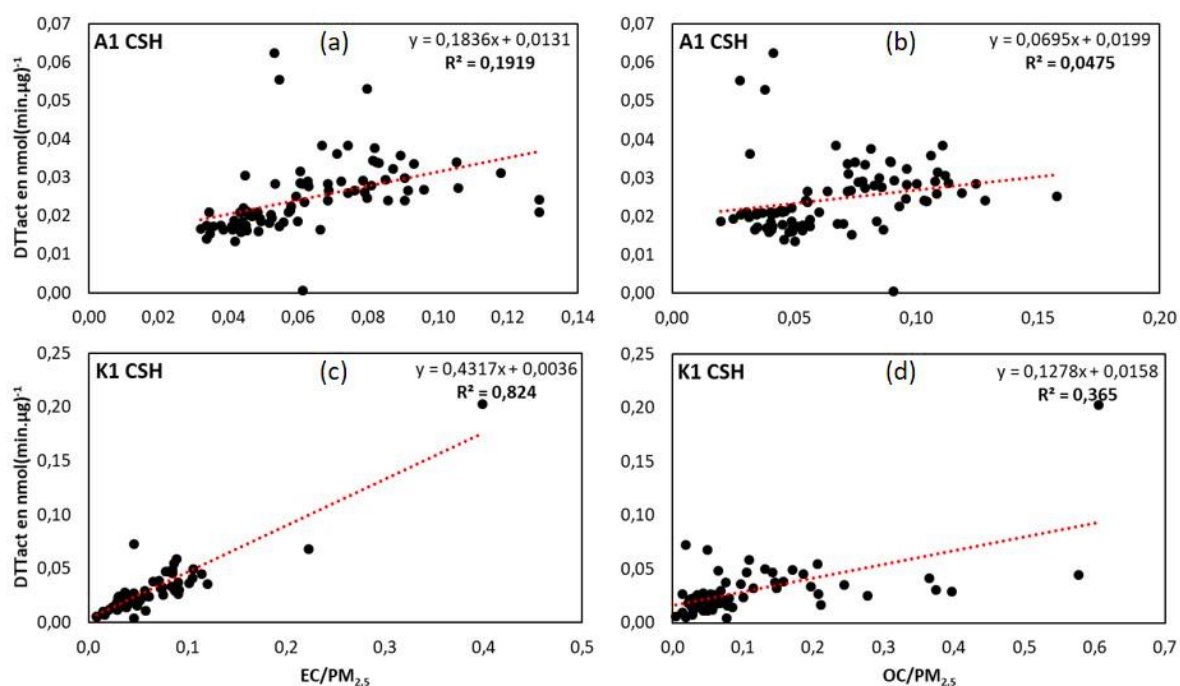 A1 CSH (a) y = 0,1836x + 0,0131
R² = 0,1919
0,07
0,06
0,05
0,04
0,03
0,02
0,01
0,00
0,00 0,02 0,04 0,06 0,08 0,10 0,12 0,14
DTTact en nmol(min.µg)⁻¹
A1 CSH (b) y = 0,0695x + 0,0199
R² = 0,0475
0,07
0,06
0,05
0,04
0,03
0,02
0,01
0,00
0,00 0,05 0,10 0,15 0,20
K1 CSH (c) y = 0,4317x + 0,0036
R² = 0,824
0,25
0,20
0,15
0,10
0,05
0,00
0,0 0,1 0,2 0,3 0,4 0,5
DTTact en nmol(min.µg)⁻¹
EC/PM₂,₅
K1 CSH (d) y = 0,1278x + 0,0158
R² = 0,365
0,25
0,20
0,15
0,10
0,05
0,00
0,0 0,1 0,2 0,3 0,4 0,5 0,6 0,7
OC/PM₂,₅